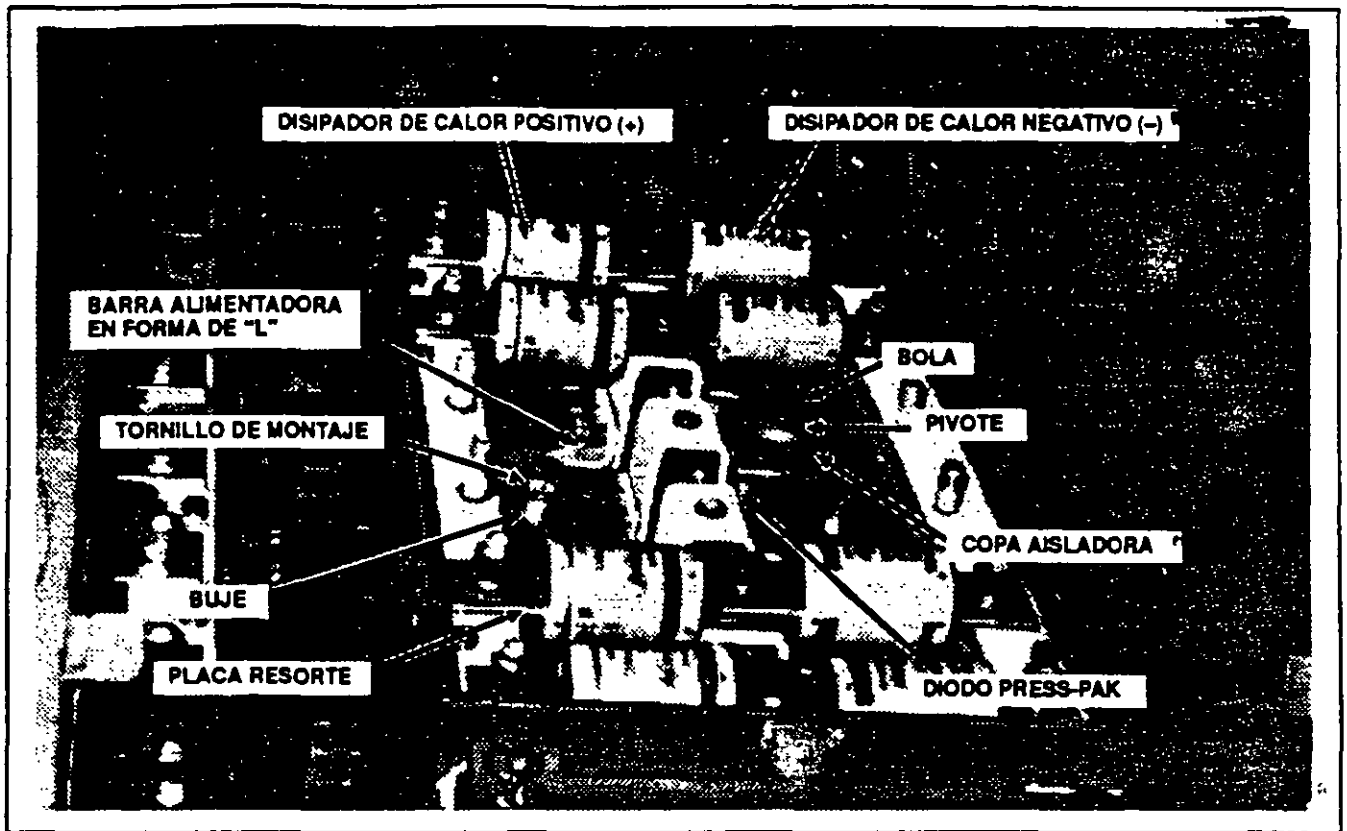 DISIPADOR DE CALOR POSITIVO (+)
DISIPADOR DE CALOR NEGATIVO (–)
BARRA ALIMENTADORA
EN FORMA DE "L"
BOLA
TORNILLO DE MONTAJE
PIVOTE
COPA AISLADORA
BUJE
PLACA RESORTE
DIODO PRESS-PAK